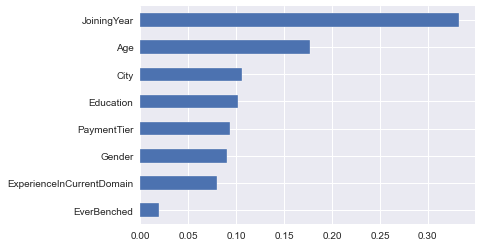 JoiningYear
Age
City
Education
PaymentTier
Gender
ExperienceInCurrentDomain
EverBenched
0.00 0.05 0.10 0.15 0.20 0.25 0.30